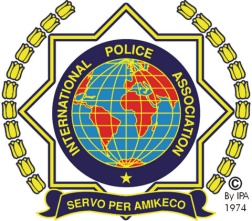 INTERNATIONAL POLICE ASSOCIATION
SERVO PER AMIKECO
©
By IPA
1974